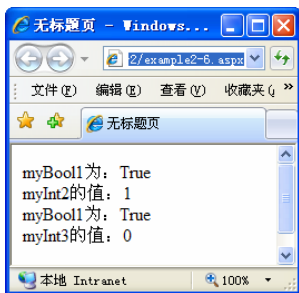 无标题页 - Windows...
2/example2-6.aspx
文件(F) 编辑(E) 查看(V) 收藏夹(
无标题页
myBool1为：True
myInt2的值：1
myBool1为：True
myInt3的值：0
本地 Intranet 100%